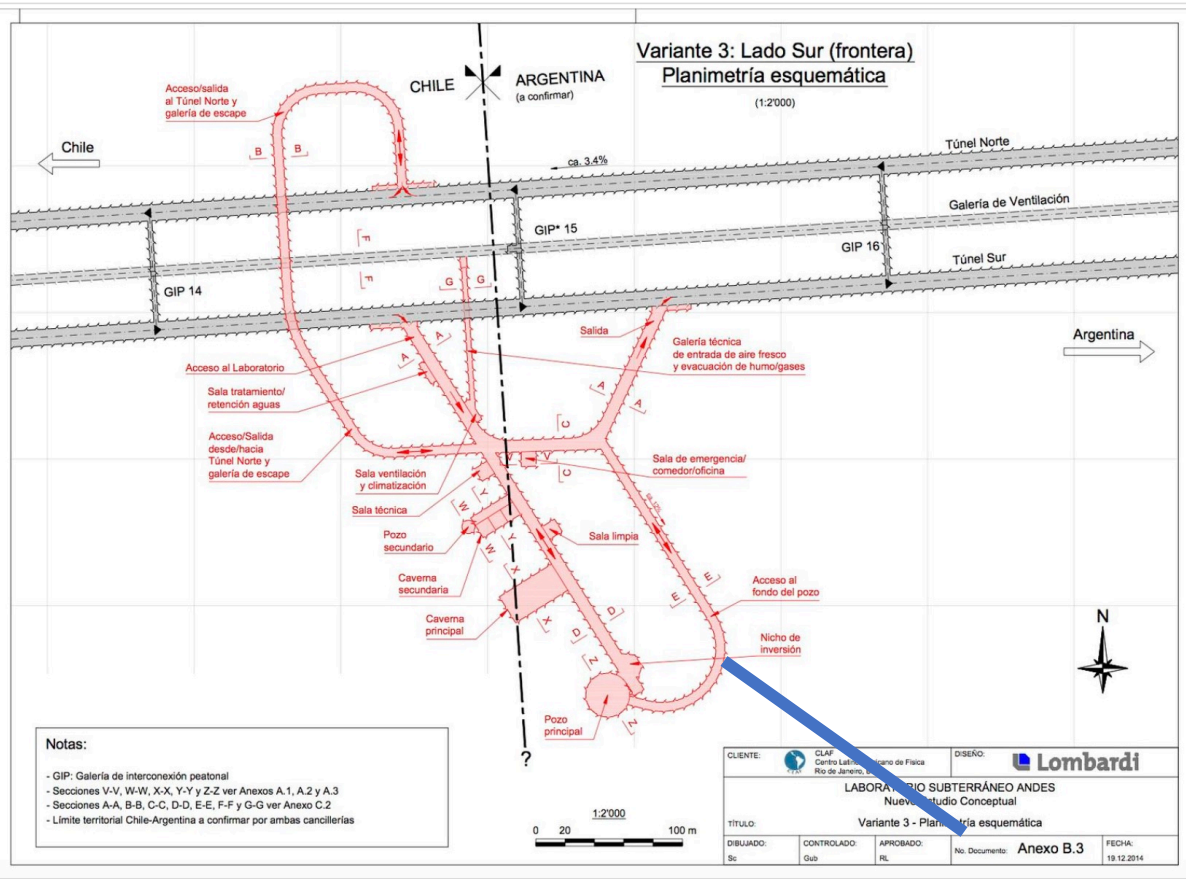 Variante 3: Lado Sur (frontera)
Planimetría esquemática
(1:2'000)
CHILE
ARGENTINA
(a confirmar)
Acceso/salida
al Túnel Norte y
galería de escape
B
B
Chile
ca. 3.4%
Túnel Norte
Galería de Ventilación
GIP* 15
GIP 16
Túnel Sur
F
F
G
G
GIP 14
Argentina
Salida
Galería técnica
de entrada de aire fresco
y evacuación de humo/gases
A
A
Acceso al Laboratorio
Sala tratamiento/
retención aguas
A
A
Acceso/Salida
desde/hacia
Túnel Norte y
galería de escape
C
C
V
V
Sala de emergencia/
comedor/oficina
Sala ventilación
y climatización
Sala técnica
Y
W
Pozo
secundario
Sala limpia
Y
W
X
Caverna
secundaria
E
E
Acceso al
fondo del pozo
Caverna
principal
X
D
D
Z
Nicho de
inversión
N
Pozo
principal
Z
?
Notas:
- GIP: Galería de interconexión peatonal
- Secciones V-V, W-W, X-X, Y-Y y Z-Z ver Anexos A.1, A.2 y A.3
- Secciones A-A, B-B, C-C, D-D, E-E, F-F y G-G ver Anexo C.2
- Límite territorial Chile-Argentina a confirmar por ambas cancillerías
1:2'000
0 20 100 m
CLIENTE:
CLAF
CLAF
Centro icano de Física
Rio de Janeiro,
DISEÑO:
Lombardi
SUBTERRÁNEO ANDES
Conceptual
TÍTULO:
Variante 3 - esquemática
DIBUJADO:
Sc
CONTROLADO:
Gub
APROBADO:
RL
No. Documento: Anexo B.3
FECHA:
19.12.2014